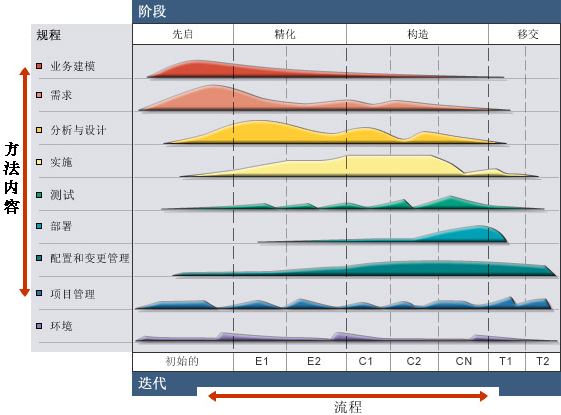 阶段
规程 先启 精化 构造 移交
业务建模
需求
分析与设计
实施
测试
部署
配置和变更管理
项目管理
环境
方法内容
初始的 E1 E2 C1 C2 CN T1 T2
迭代
流程